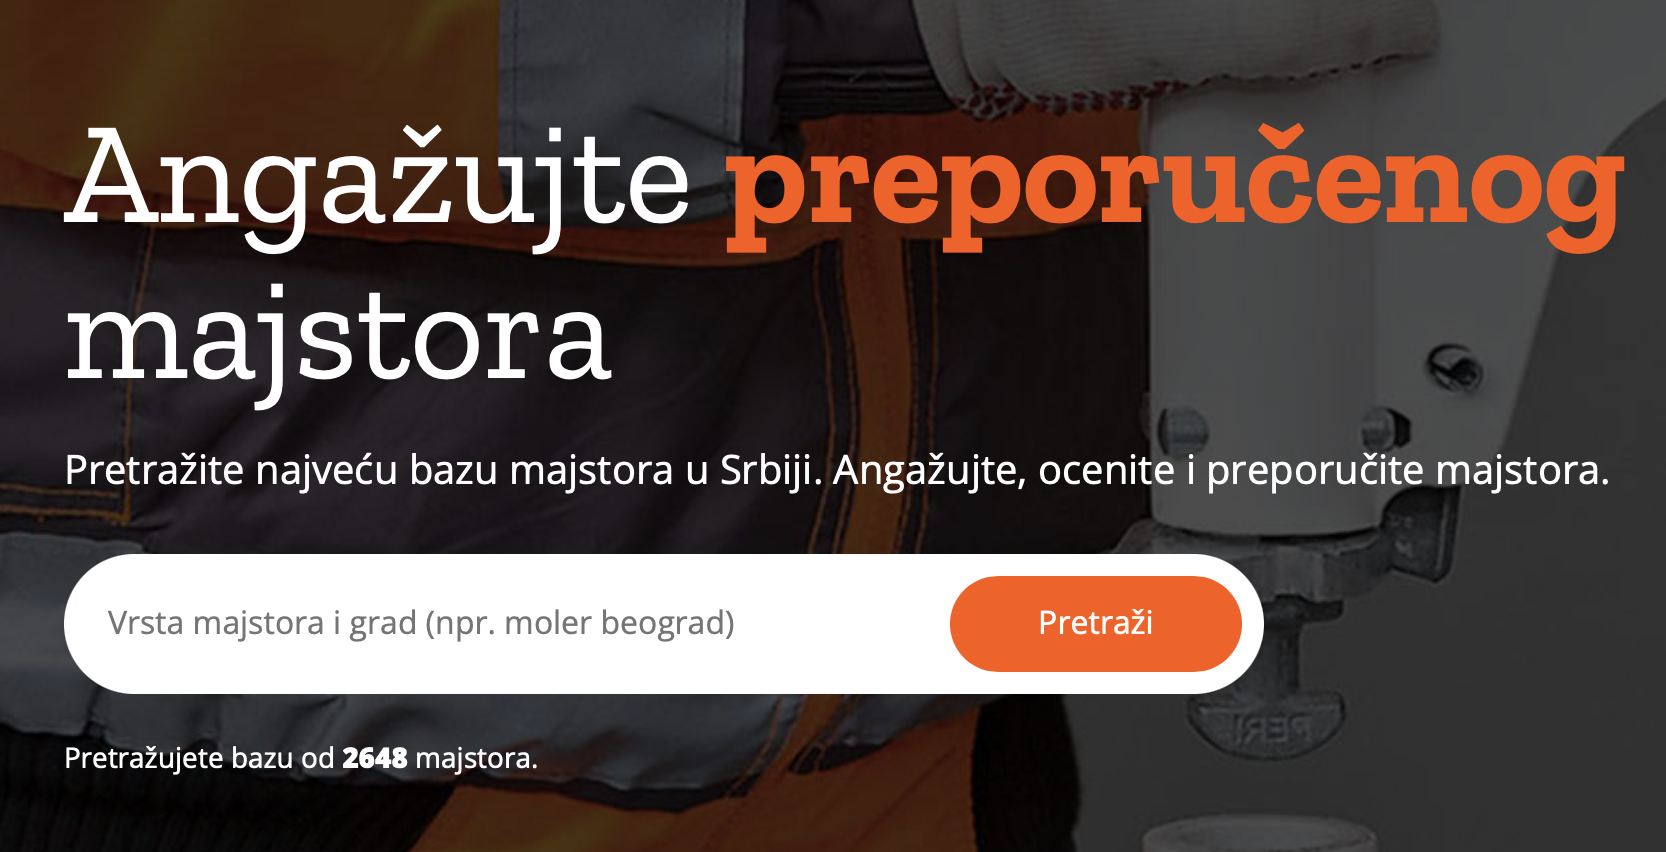 Angažujte preporučenog
majstora
Pretražite najveću bazu majstora u Srbiji. Angažujte, ocenite i preporučite majstora.
Vrsta majstora i grad (npr. moler beograd)
Pretraži
PERI
Pretražujete bazu od 2648 majstora.